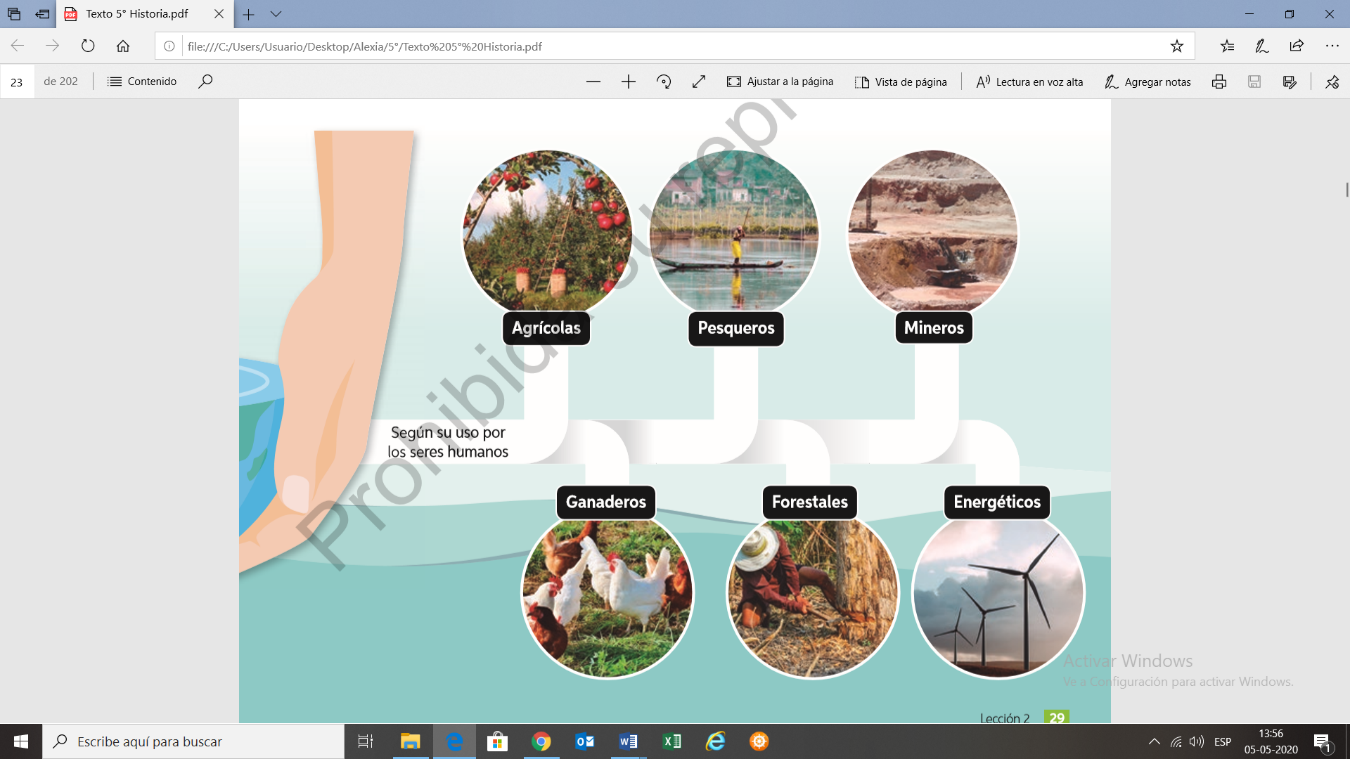 Texto 5° Historia.pdf
file:///C:/Users/Usuario/Desktop/Alexia/5°/Texto%205°%20Historia.pdf
23 de 202 Contenido Ajustar a la página Vista de página Lectura en voz alta Agregar notas
Agrícolas Pesqueros Mineros
Según su uso por
los seres humanos
Ganaderos Forestales Energéticos
Prohibida su
Activar Windows
Ve a Configuración para activar Windows.
Lección 2 29
Escribe aquí para buscar
ESP
13:56
05-05-2020
1